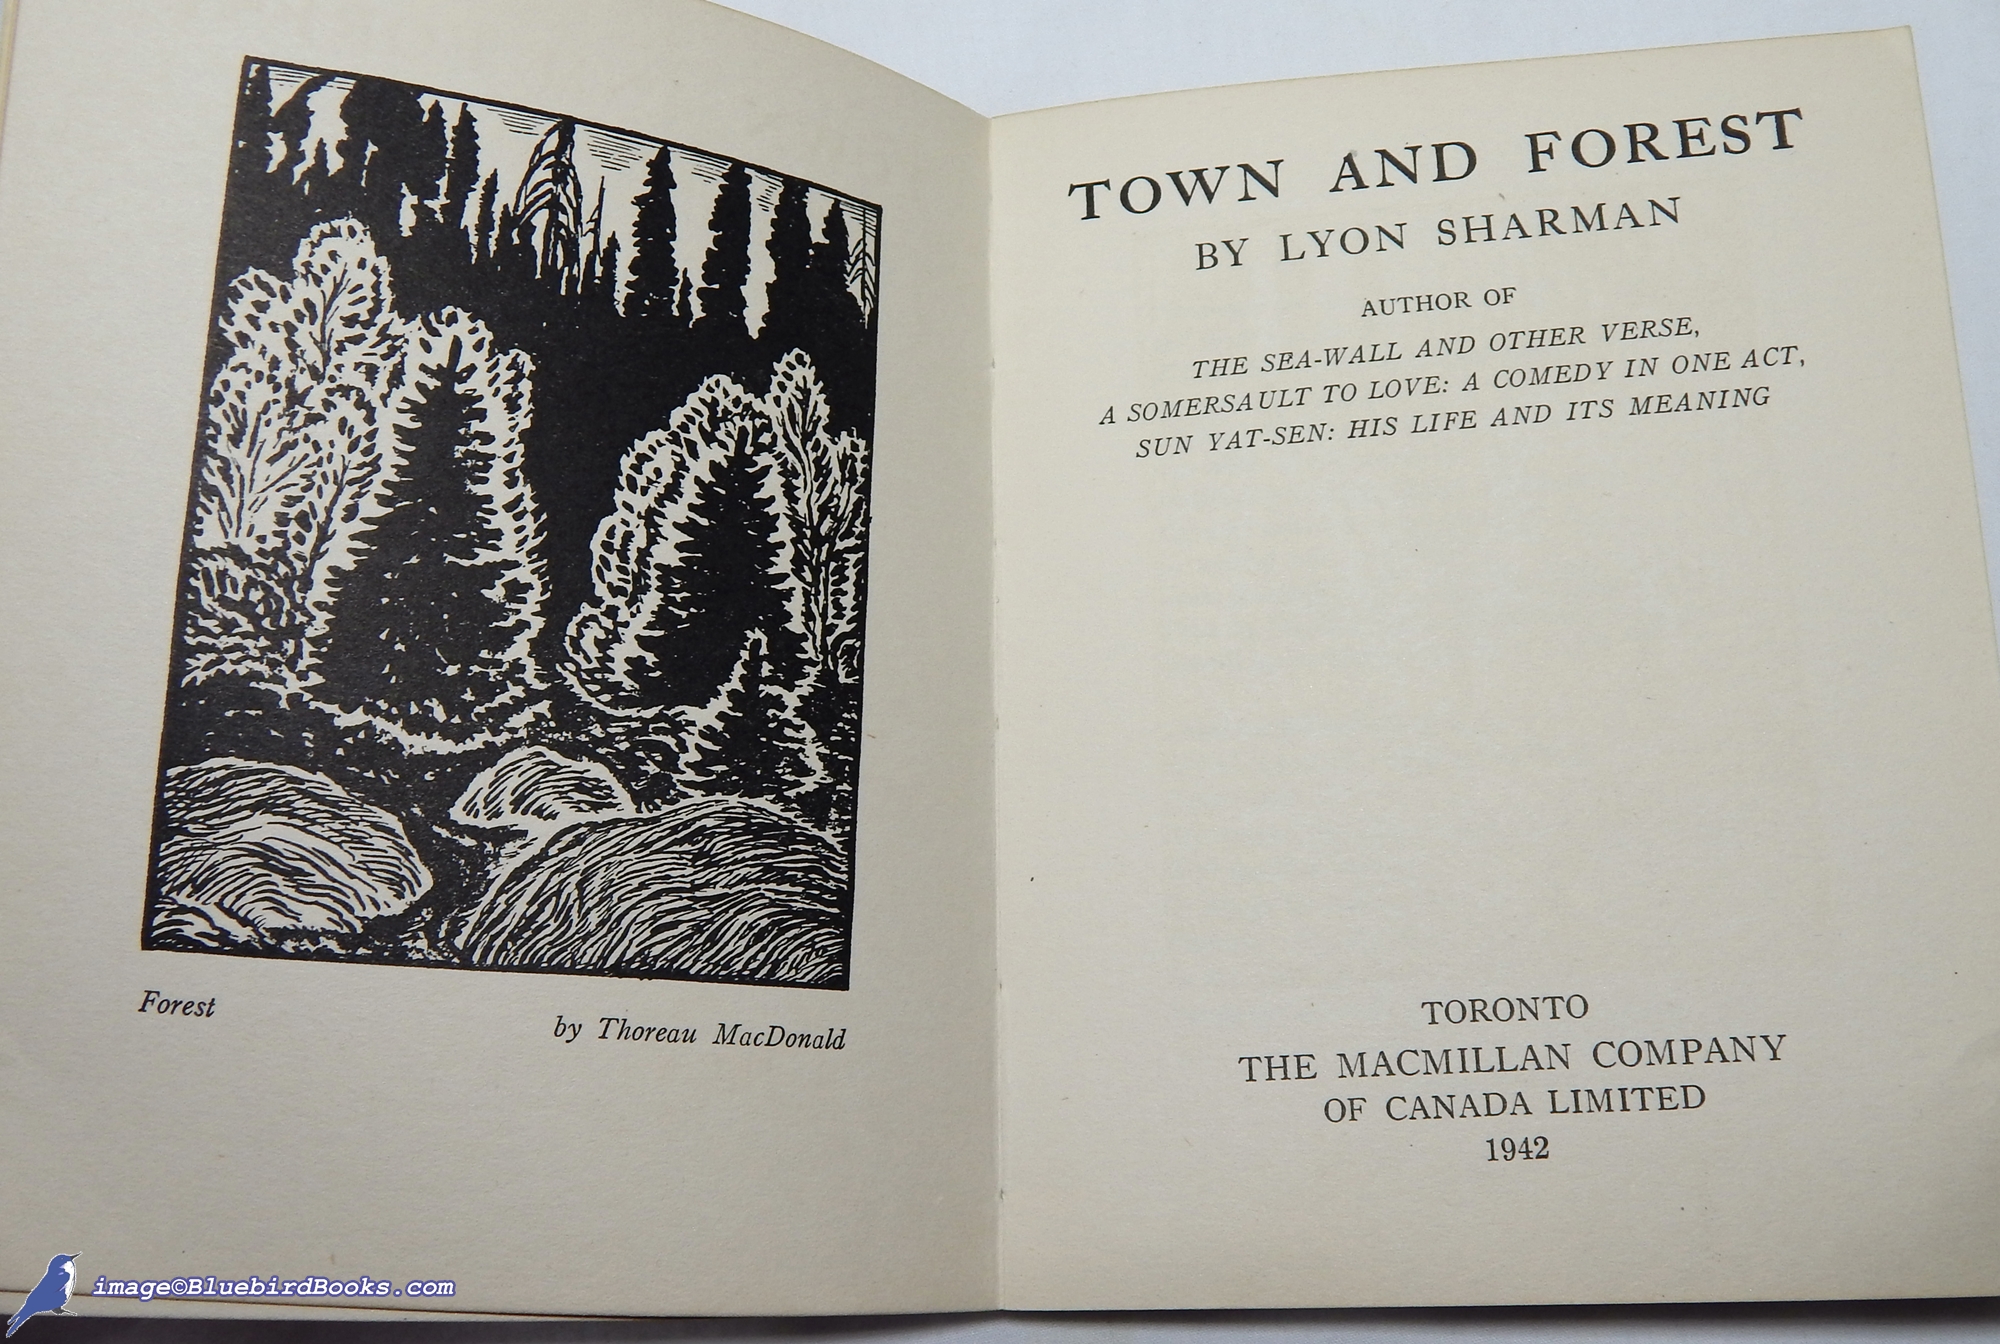 Forest
by Thoreau MacDonald
TOWN AND FOREST
BY LYON SHARMAN
AUTHOR OF
THE SEA-WALL AND OTHER VERSE,
A SOMERSAULT TO LOVE: A COMEDY IN ONE ACT,
SUN YAT-SEN: HIS LIFE AND ITS MEANING
TORONTO
THE MACMILLAN COMPANY
OF CANADA LIMITED
1942
image©BluebirdBooks.com